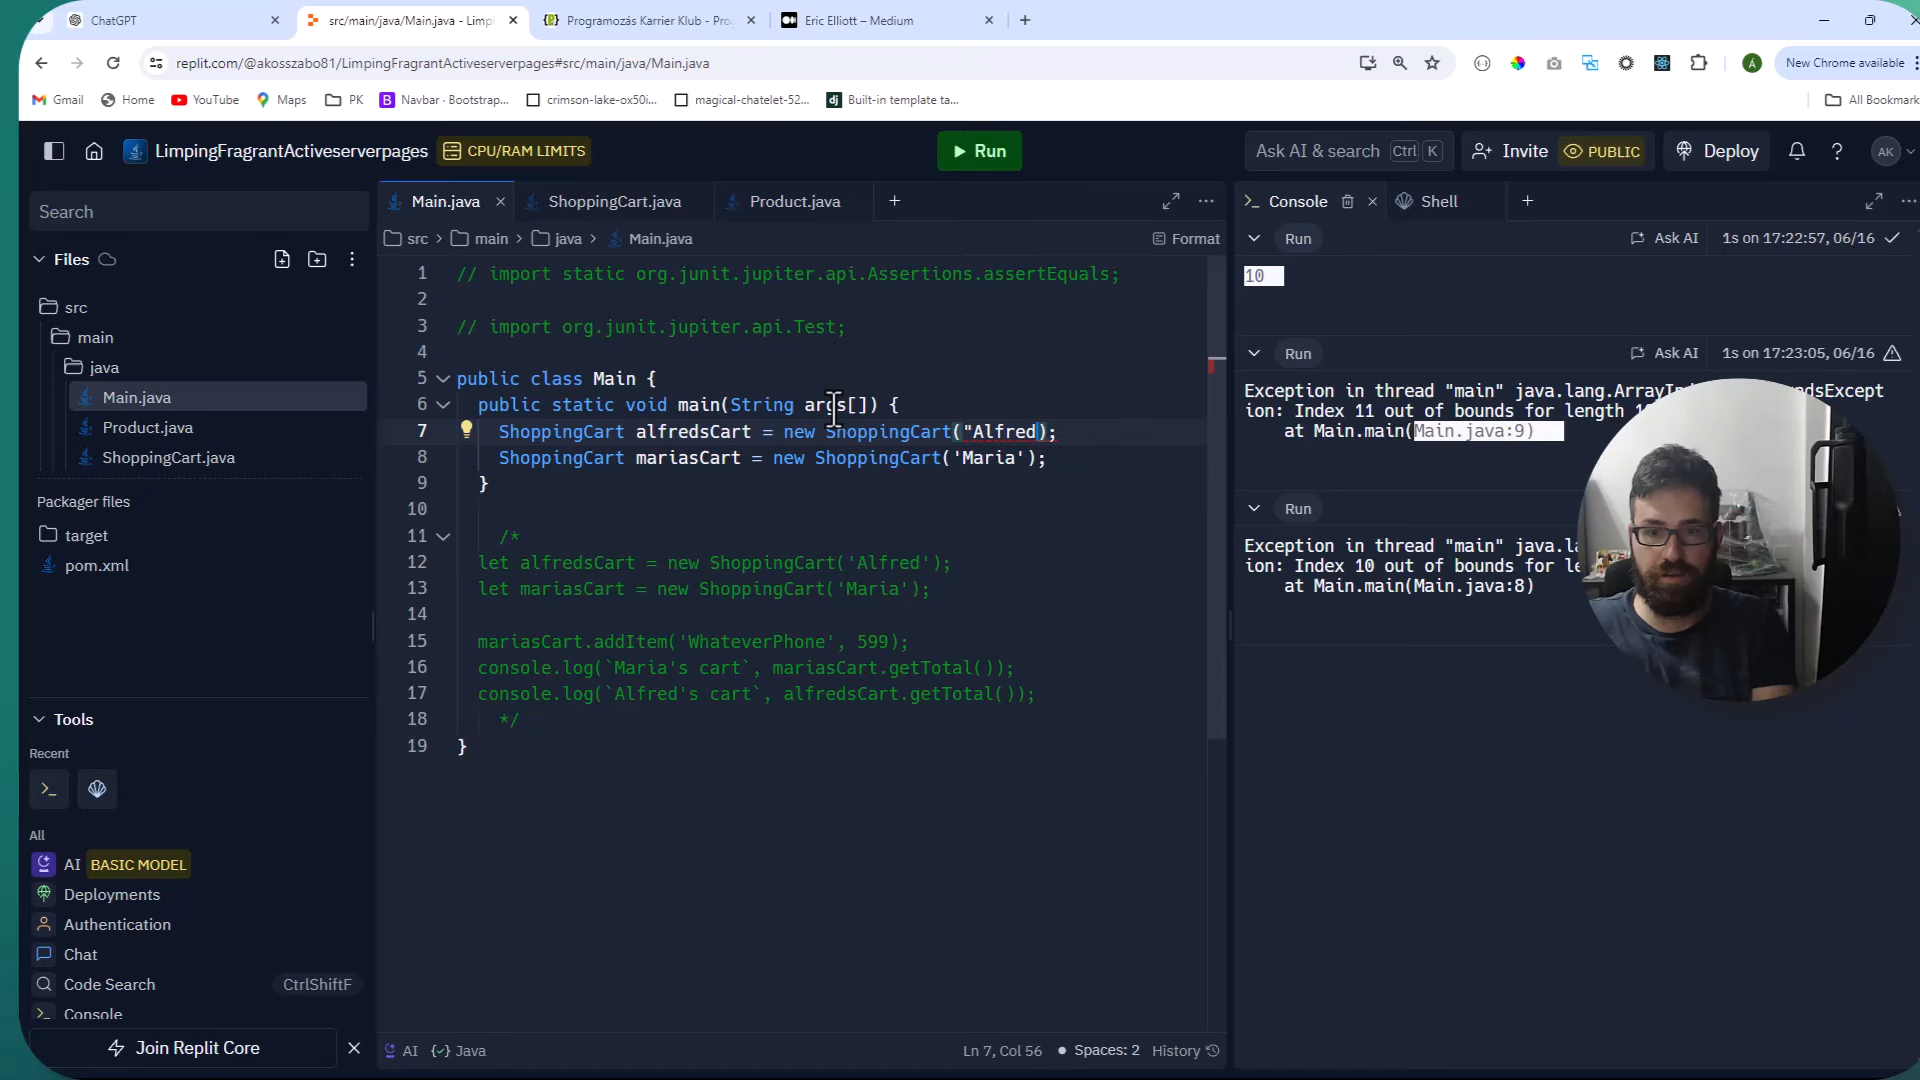 ChatGPT
src/main/java/Main.java - Limpi
Programozás Karrier Klub - Pro
Eric Elliott – Medium
replit.com/@akosszabo81/LimpingFragrantActiveserverpages#src/main/java/Main.java
Á
New Chrome available
Gmail
Home
YouTube
Maps
PK
Navbar · Bootstrap...
crimson-lake-ox50i...
magical-chatelet-52...
Built-in template ta...
All Bookmark
LimpingFragrantActiveserverpages
CPU/RAM LIMITS
Run
Ask AI & search
Ctrl K
Invite
PUBLIC
Deploy
AK
Search
Files
src
main
java
Main.java
Product.java
ShoppingCart.java
Packager files
target
pom.xml
Tools
Recent
All
AI BASIC MODEL
Deployments
Authentication
Chat
Code Search CtrlShiftF
Console
Join Replit Core
Main.java
ShoppingCart.java
Product.java
src > main > java > Main.java
Format
1 // import static org.junit.jupiter.api.Assertions.assertEquals;
2
3 // import org.junit.jupiter.api.Test;
4
5 public class Main {
6 public static void main(String args[]) {
7 ShoppingCart alfredsCart = new ShoppingCart("Alfred);
8 ShoppingCart mariasCart = new ShoppingCart('Maria');
9 }
10
11 /*
12 let alfredsCart = new ShoppingCart('Alfred');
13 let mariasCart = new ShoppingCart('Maria');
14
15 mariasCart.addItem('WhateverPhone', 599);
16 console.log(`Maria's cart`, mariasCart.getTotal());
17 console.log(`Alfred's cart`, alfredsCart.getTotal());
18 */
19 }
AI
Java
Ln 7, Col 56
Spaces: 2
History
Console
Shell
Run
Ask AI
1s on 17:22:57, 06/16
10
Run
Ask AI
1s on 17:23:05, 06/16
Exception in thread "main" java.lang.
ion: Index 11 out of bounds for length
at Main.main(Main.java:9)
Run
Exception in thread "main"
ion: Index 10 out of bounds for
at Main.main(Main.java:8)